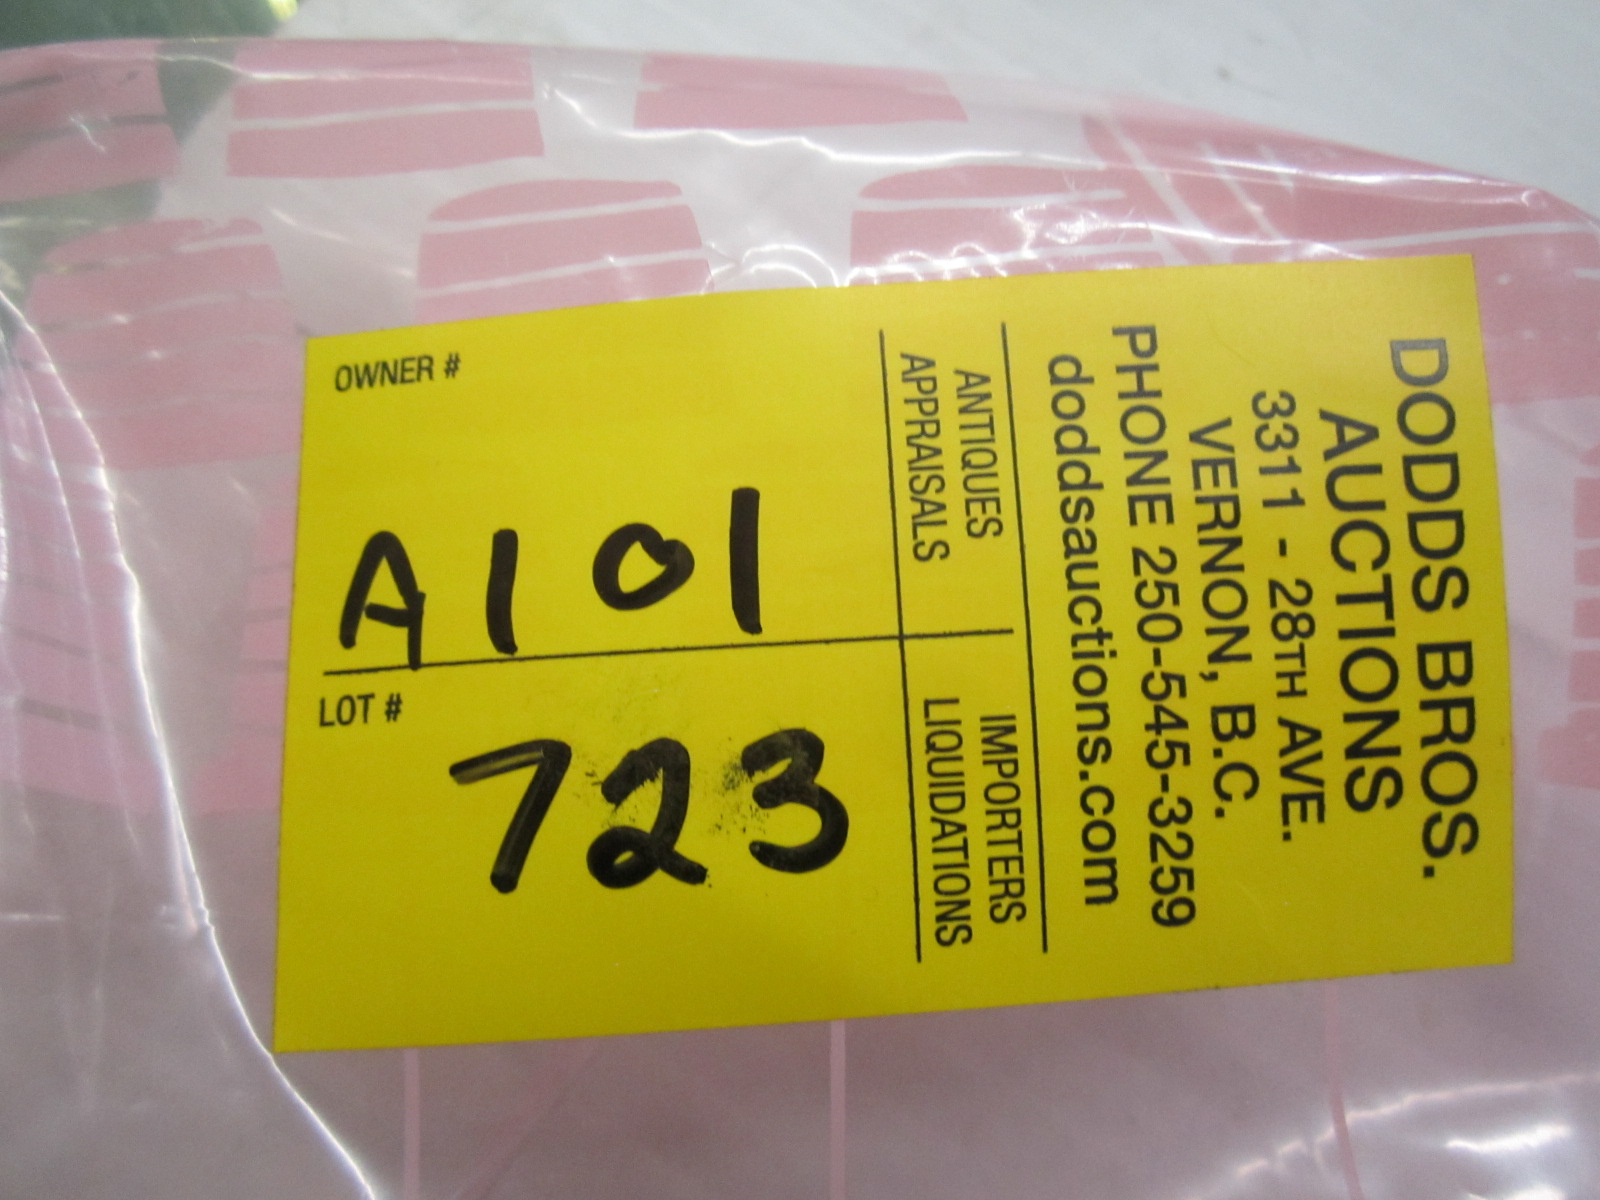 DODDS BROS.
AUCTIONS
3311 - 28TH AVE.
VERNON, B.C.
PHONE 250-545-3259
doddsauctions.com
ANTIQUES
APPRAISALS
IMPORTERS
LIQUIDATIONS
OWNER #
A101
LOT #
723